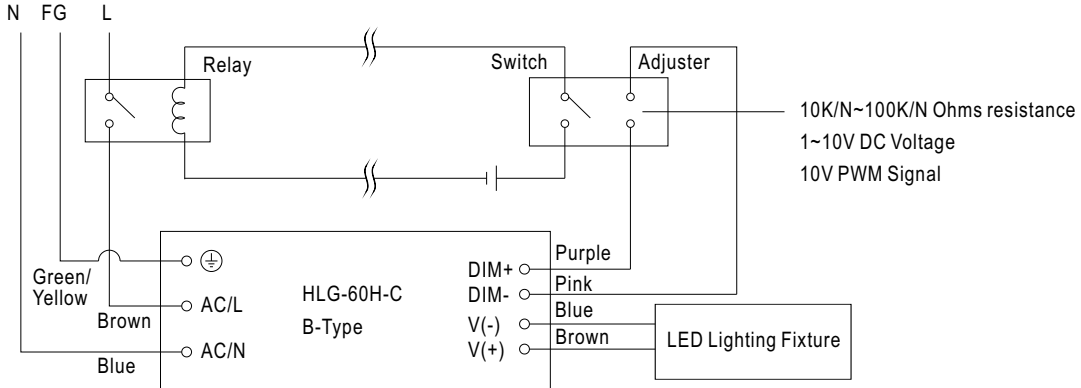 N FG L
Relay
Switch
Adjuster
10K/N~100K/N Ohms resistance
1~10V DC Voltage
10V PWM Signal
Green/
Yellow
Brown
Blue
AC/L
AC/N
HLG-60H-C
B-Type
DIM+
DIM-
V(-)
V(+)
Purple
Pink
Blue
Brown
LED Lighting Fixture